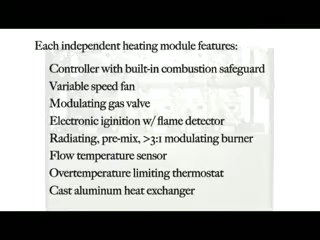 Each independent heating module features:
Controller with built-in combustion safeguard
Variable speed fan
Modulating gas valve
Electronic iginition w/ flame detector
Radiating, pre-mix, >3:1 modulating burner
Flow temperature sensor
Overtemperature limiting thermostat
Cast aluminum heat exchanger